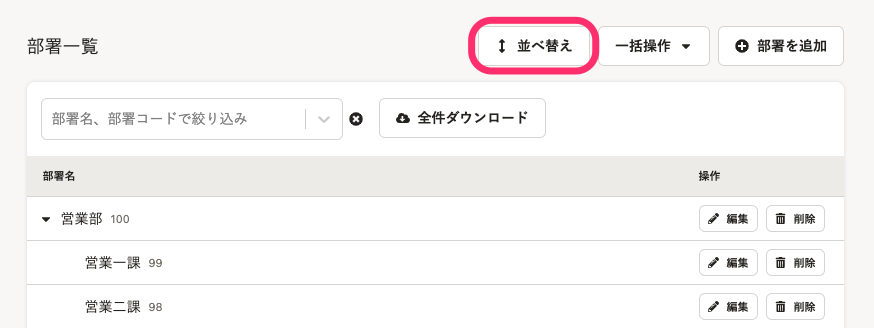 部署一覧
並べ替え
一括操作
部署を追加
部署名、部署コードで絞り込み
全件ダウンロード
部署名 操作
営業部 100 編集 削除
営業一課 99 編集 削除
営業二課 98 編集 削除